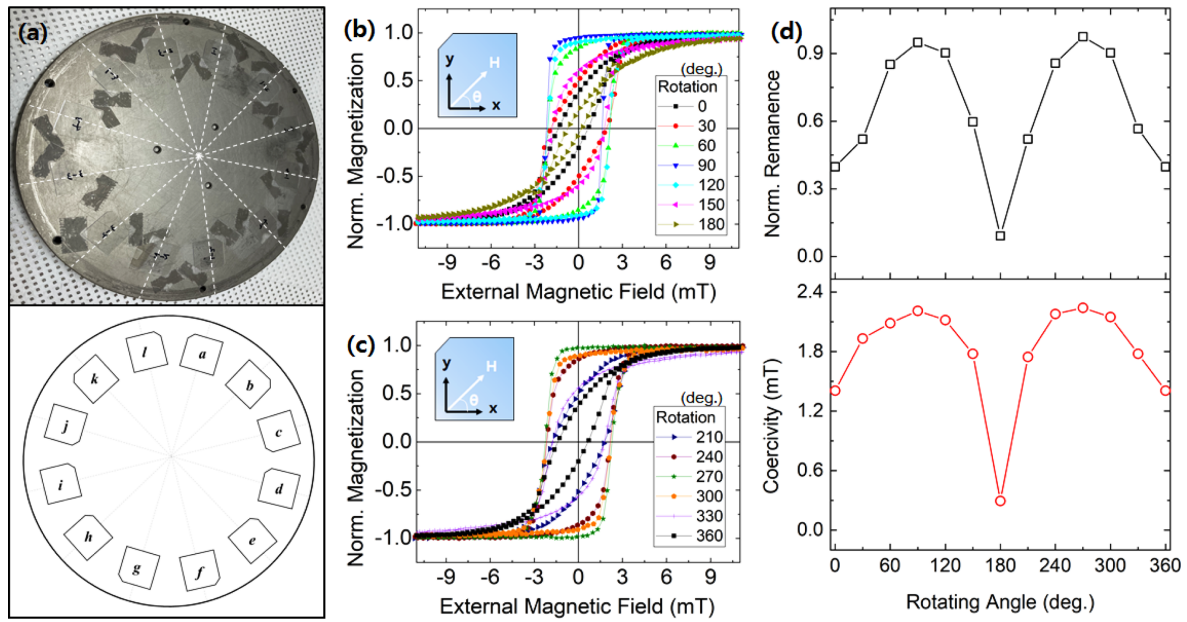 (a)
l
a
k
b
j
c
i
d
h
e
g
f
(b)
y
H
θ
x
Norm. Magnetization
1.0
0.5
0.0
-0.5
-1.0
(deg.)
Rotation
0
30
60
90
120
150
180
-9 -6 -3 0 3 6 9
External Magnetic Field (mT)
(c)
y
H
θ
x
Norm. Magnetization
1.0
0.5
0.0
-0.5
-1.0
(deg.)
Rotation
210
240
270
300
330
360
-9 -6 -3 0 3 6 9
External Magnetic Field (mT)
(d)
Norm. Remanence
0.9
0.6
0.3
0.0
Coercivity (mT)
2.4
1.8
1.2
0.6
0.0
0 60 120 180 240 300 360
Rotating Angle (deg.)